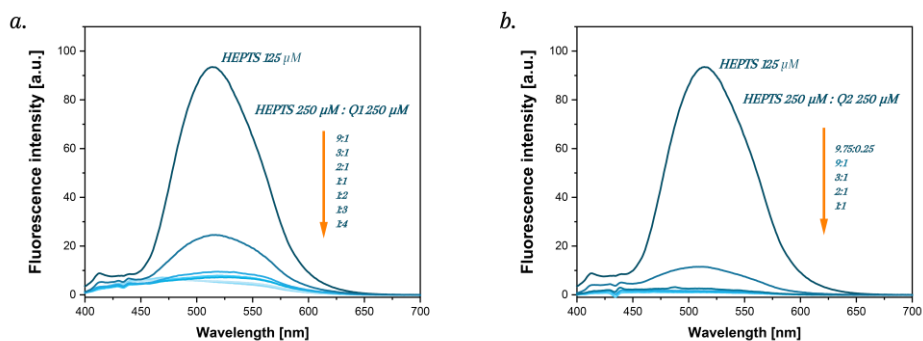 a.
Fluorescence intensity [a.u.]
100
80
60
40
20
0
HEPTS 125 µM
HEPTS 250 µM : Q1 250 µM
9:1
3:1
2:1
1:1
1:2
1:3
1:4
400 450 500 550 600 650 700
Wavelength [nm]
b.
Fluorescence intensity [a.u.]
100
80
60
40
20
0
HEPTS 125 µM
HEPTS 250 µM : Q2 250 µM
9.75:0.25
9:1
3:1
2:1
1:1
400 450 500 550 600 650 700
Wavelength [nm]